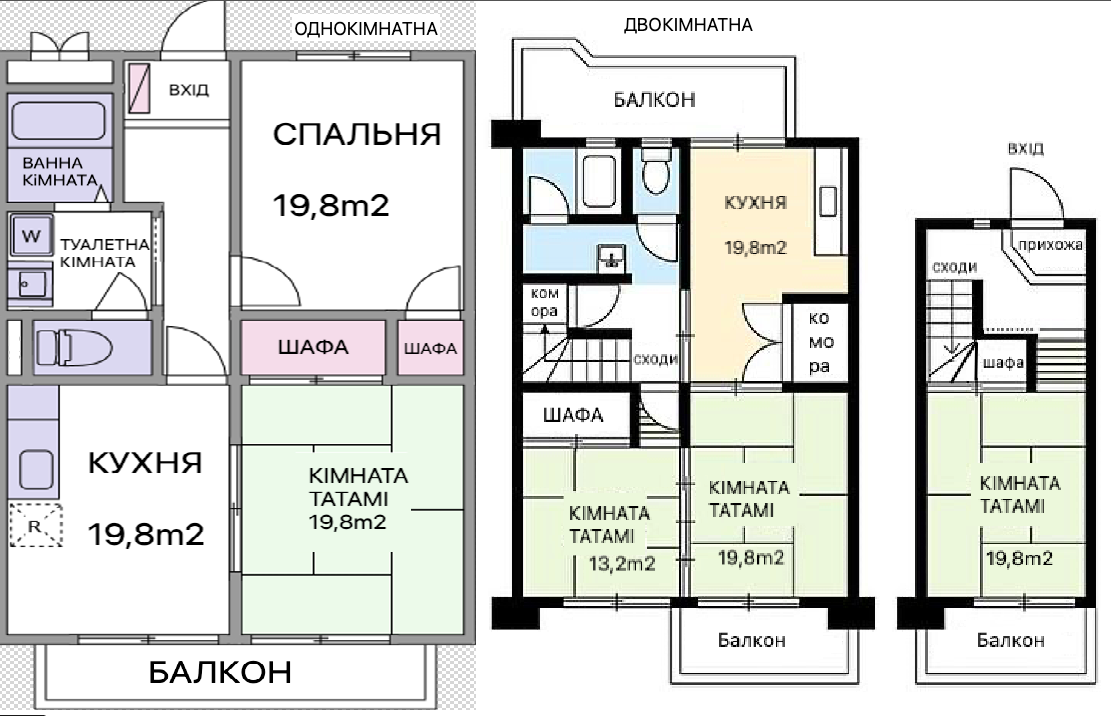 ОДНОКІМНАТНА
ВХІД
СПАЛЬНЯ
19,8m2
ВАННА
КіМНАТА
W
ТУАЛЕТНА
КІМНАТА
ШАФА
ШАФА
КУХНЯ
19,8m2
R
КІМНАТА
ТАТАМІ
19,8m2
БАЛКОН
ДВОКІМНАТНА
БАЛКОН
КУХНЯ
19,8m2
ком
ора
сходи
ко
мо
ра
ШАФА
КІМНАТА
ТАТАМІ
13,2m2
КІМНАТА
ТАТАМІ
19,8m2
Балкон
ВХІД
прихожа
сходи
шафа
КІМНАТА
ТАТАМІ
19,8m2
Балкон